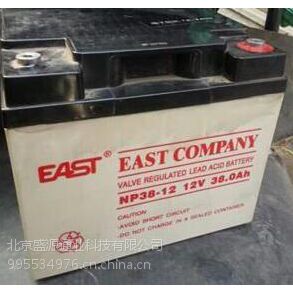 EAST
EAST COMPANY
VALVE REGULATED LEAD ACID BATTERY
NP38-12 12V 38.0Ah
CAUTION:
AVOID SHORT CIRCUIT
DO NOT CHARGE IN A SEALED CONTAINER
北京盛源通业科技有限公司
995534976.cn.china.cn